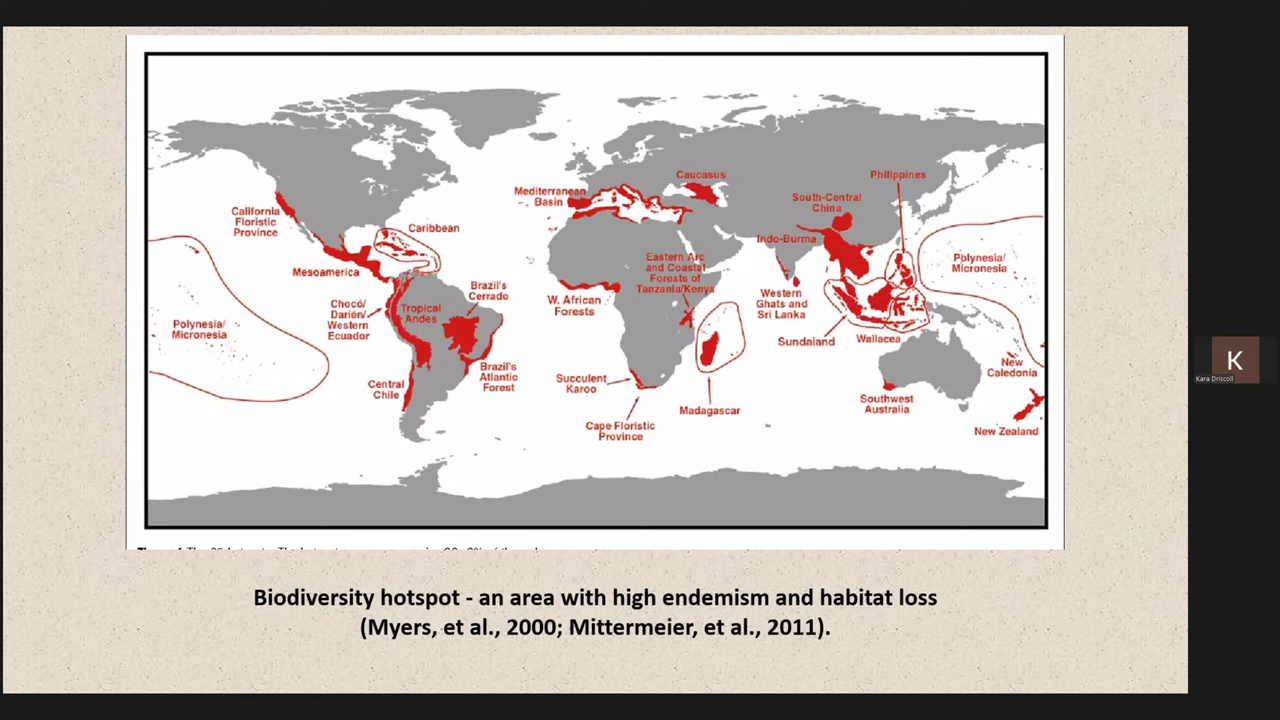 Caucasus
Philippines
Mediterranean
Basin
South-Central
China
California
Floristic
Province
Caribbean
Indo-Burma
Eastern Arc
and Coastal
Forests of
Tanzania/Kenya
Polynesia/
Micronesia
Mesoamerica
Brazil's
Cerrado
W. African
Forests
Western
Ghats and
Sri Lanka
Chocó/
Darién/
Western
Ecuador
Tropical
Andes
Polynesia/
Micronesia
Sundaland
Wallacea
New
Caledonia
Brazil's
Atlantic
Forest
Central
Chile
Succulent
Karoo
Madagascar
Southwest
Australia
Cape Floristic
Province
New Zealand
Biodiversity hotspot - an area with high endemism and habitat loss
(Myers, et al., 2000; Mittermeier, et al., 2011).
K
Kara Driscoll